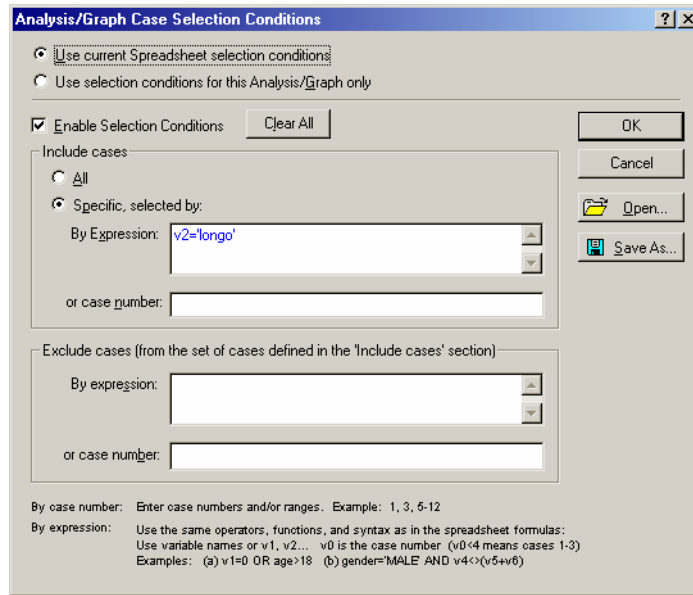 Analysis/Graph Case Selection Conditions
Use current Spreadsheet selection conditions
Use selection conditions for this Analysis/Graph only
Enable Selection Conditions
Clear All
OK
Include cases
Cancel
All
Specific, selected by:
Open...
By Expression: v2='longo'
Save As...
or case number:
Exclude cases (from the set of cases defined in the 'Include cases' section)
By expression:
or case number:
By case number: Enter case numbers and/or ranges. Example: 1, 3, 5-12
By expression: Use the same operators, functions, and syntax as in the spreadsheet formulas:
Use variable names or v1, v2... v0 is the case number (v0<4 means cases 1-3)
Examples: (a) v1=0 OR age>18 (b) gender='MALE' AND v4<>(v5+v6)